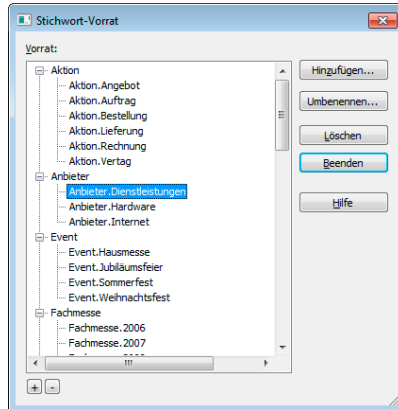 Stichwort-Vorrat
Vorrat:
Aktion
Aktion.Angebot
Aktion.Auftrag
Aktion.Bestellung
Aktion.Lieferung
Aktion.Rechnung
Aktion.Vertag
Anbieter
Anbieter.Dienstleistungen
Anbieter.Hardware
Anbieter.Internet
Event
Event.Hausmesse
Event.Jubiläumsfeier
Event.Sommerfest
Event.Weihnachtsfest
Fachmesse
Fachmesse.2006
Fachmesse.2007
Hinzufügen...
Umbenennen...
Löschen
Beenden
Hilfe
+ -